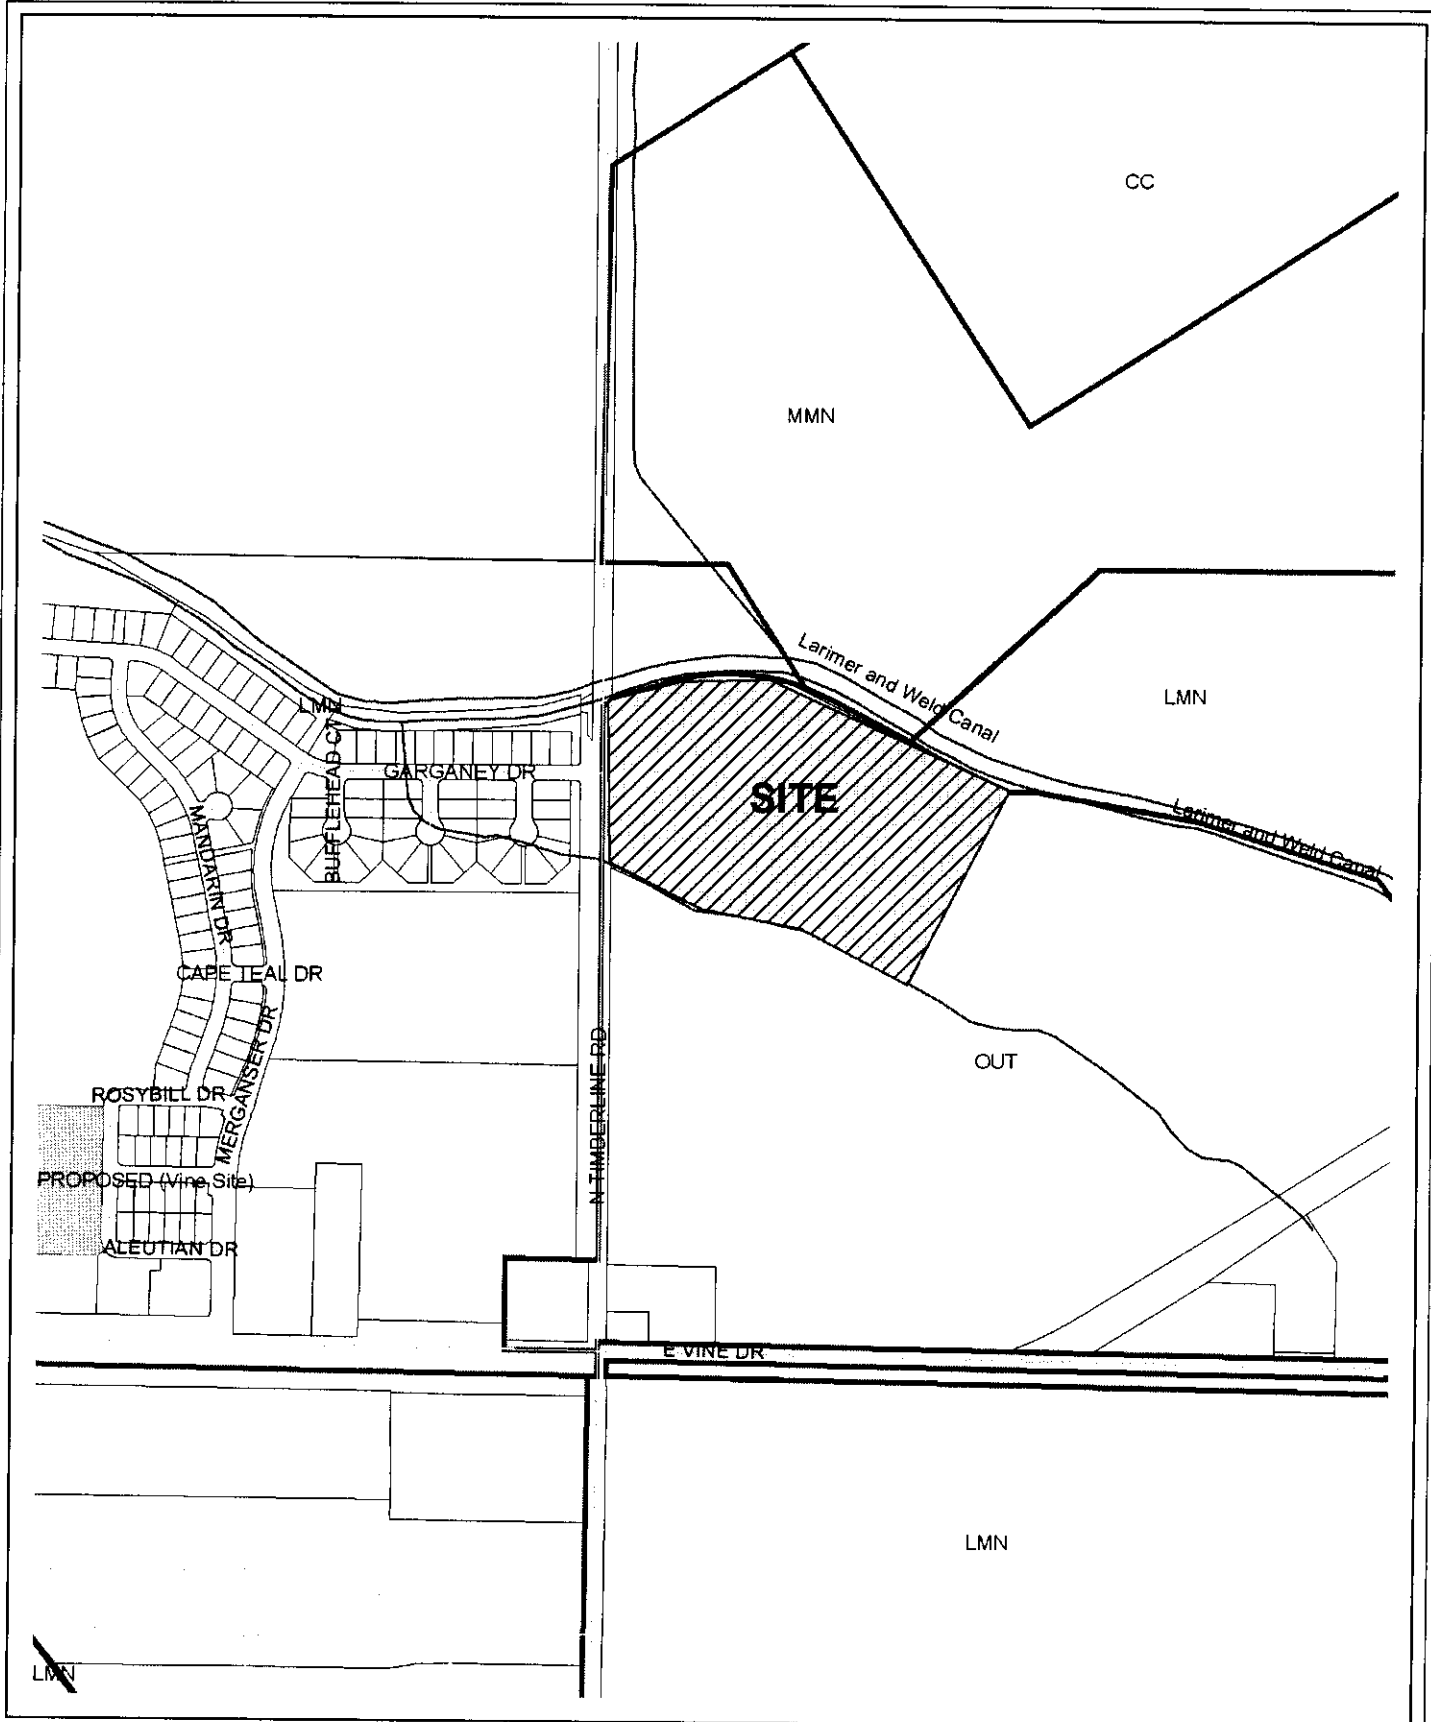 CC
MMN
Larimer and Weld Canal
LMN
LMN
BUFFLEHEAD CT
GARGANEY DR
SITE
Larimer and Weld Canal
MANDARIN DR
CAPE TEAL DR
MERGANSER DR
N TIMBERLINE RD
OUT
ROSYBILL DR
PROPOSED (Vine Site)
ALEUTIAN DR
E VINE DR
LMN
LMN